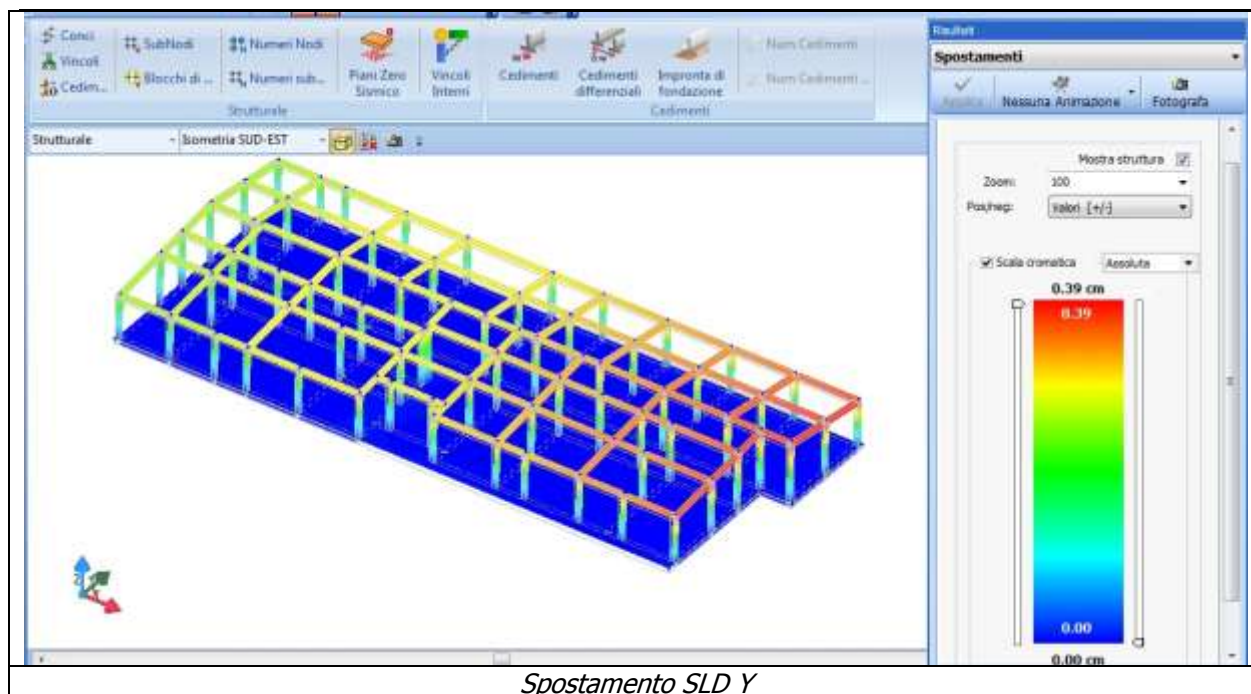 Conci
Vincoli
Cedim...
SubNodi
Blocchi di ...
Numeri Nodi
Numeri sub...
Piani Zero
Sismico
Vincoli
Interni
Strutturale
Cedimenti
Cedimenti
differenziali
Impronta di
fondazione
Num Cedimenti
Num Cedimenti ...
Cedimenti
Strutturale
Isometria SUD-EST
Risultati
Spostamenti
Applica
Nessuna Animazione
Fotografa
Mostra struttura
Zoom:
100
Pos/neg:
Valori [+/-]
Scala cromatica
Assoluta
0.39 cm
0.39
0.00
0.00 cm
Spostamento SLD Y